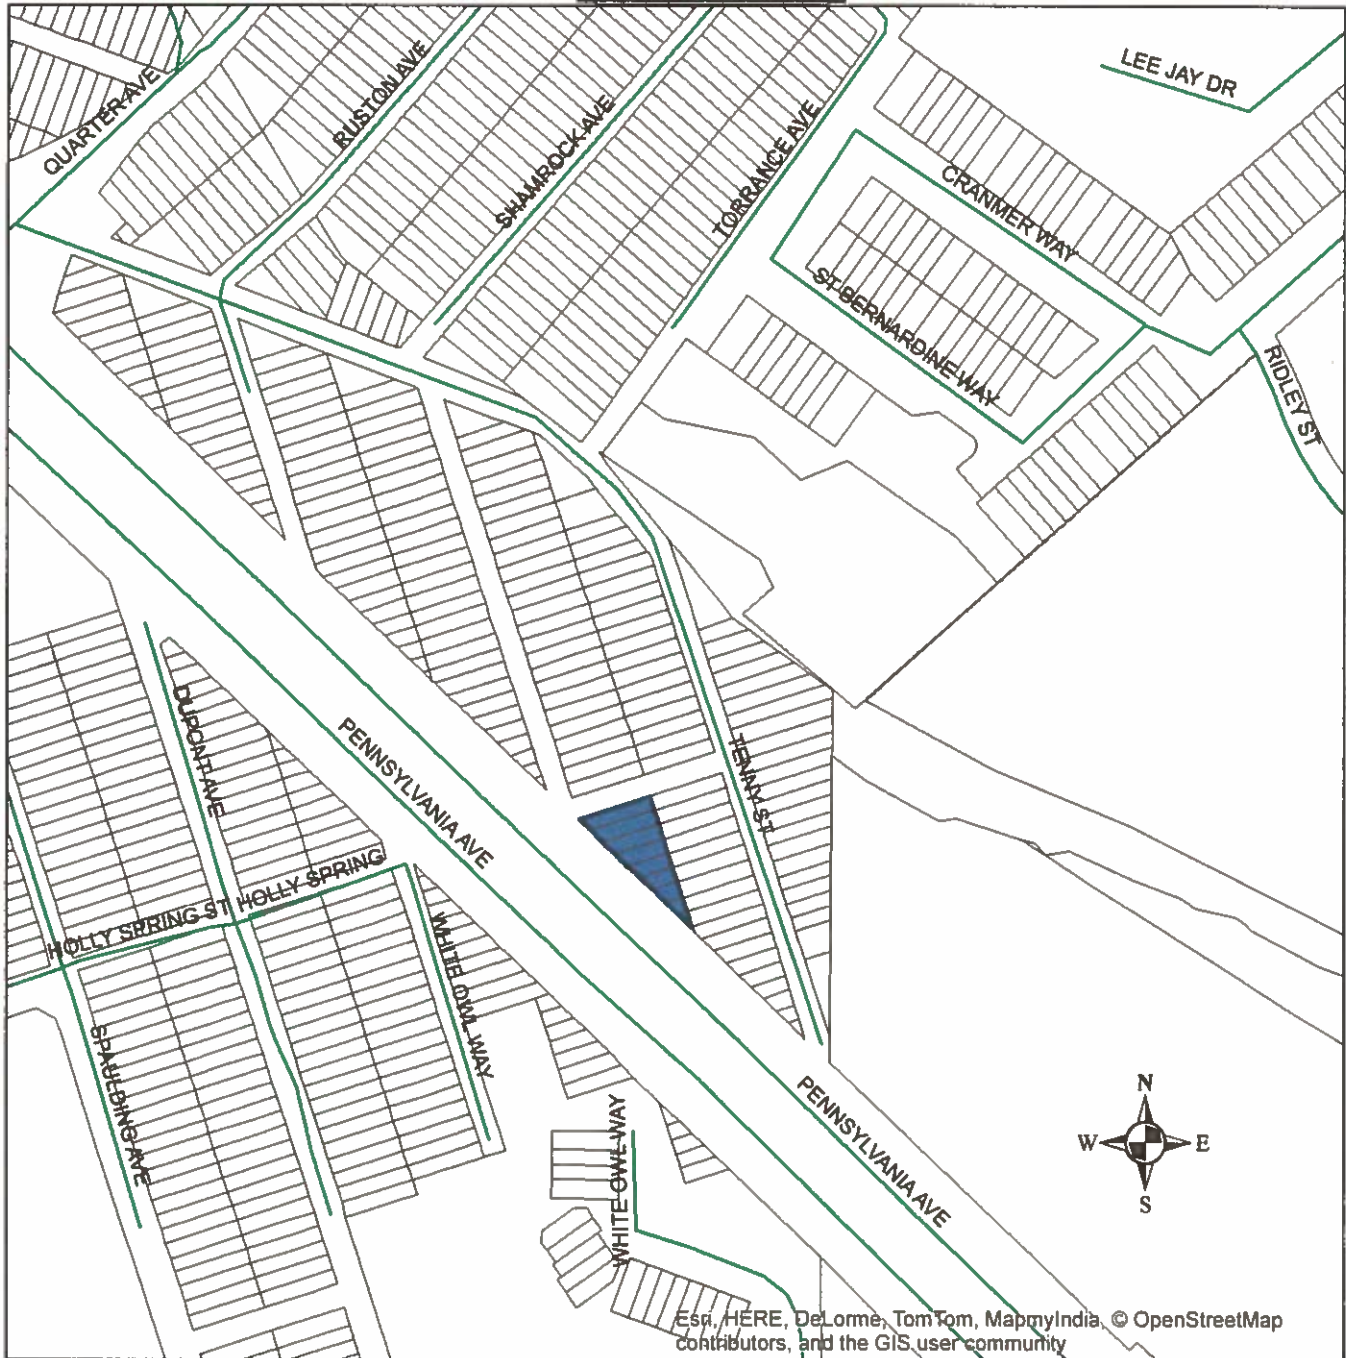 LEE JAY DR
QUARTER AVE
RUSTON AVE
SHAMROCK AVE
TORRANCE AVE
CRANMER WAY
ST BERNARDINE WAY
RIDLEY ST
DUPONT AVE
PENNSYLVANIA AVE
TENNY ST
HOLLY SPRING ST
HOLLY SPRING
WHITE OWL WAY
SPAULDING AVE
WHITE OWL WAY
PENNSYLVANIA AVE
N
W
E
S
Esri, HERE, DeLorme, TomTom, MapmyIndia, © OpenStreetMap
contributors, and the GIS user community